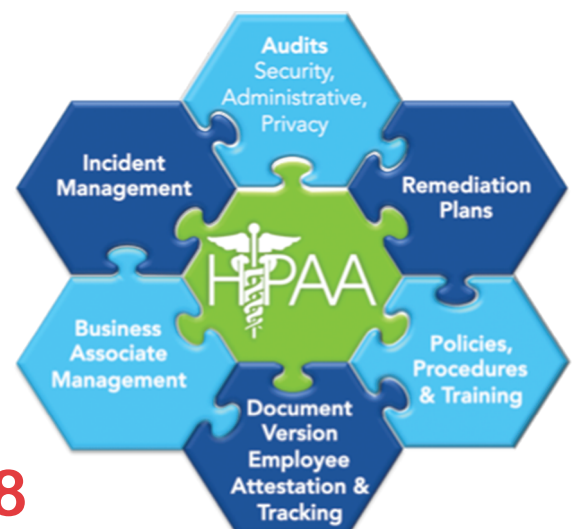 Audits
Security,
Administrative,
Privacy
Incident
Management
Remediation
Plans
HIPAA
Business
Associate
Management
Policies,
Procedures
& Training
Document
Version
Employee
Attestation &
Tracking
8